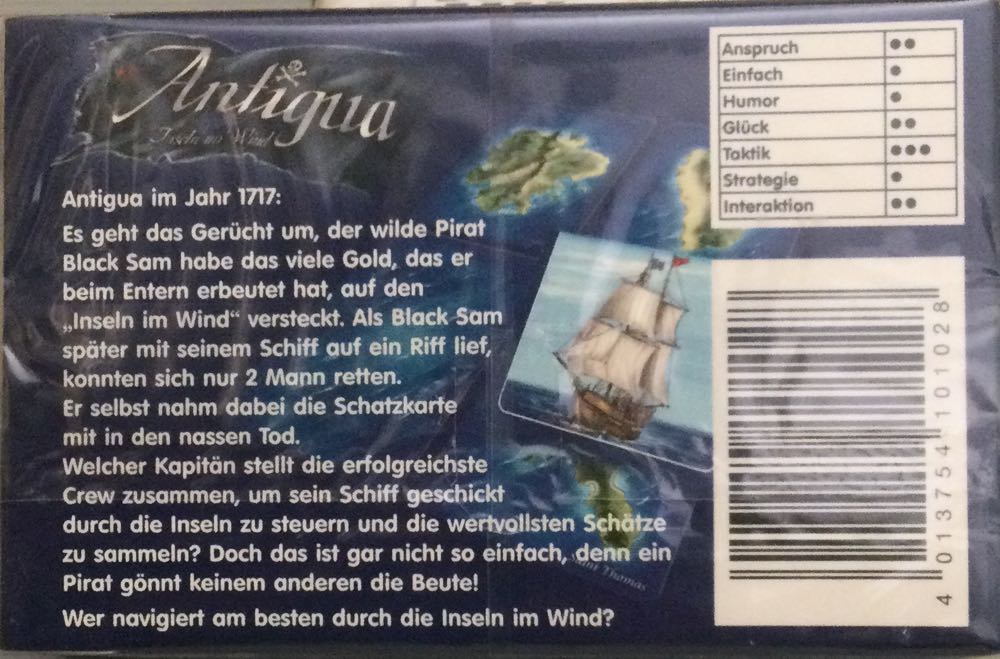 Antigua
Inseln im Wind
Antigua im Jahr 1717:
Es geht das Gerücht um, der wilde Pirat
Black Sam habe das viele Gold, das er
beim Entern erbeutet hat, auf den
„Inseln im Wind“ versteckt. Als Black Sam
später mit seinem Schiff auf ein Riff lief,
konnten sich nur 2 Mann retten.
Er selbst nahm dabei die Schatzkarte
mit in den nassen Tod.
Welcher Kapitän stellt die erfolgreichste
Crew zusammen, um sein Schiff geschickt
durch die Inseln zu steuern und die wertvollsten Schätze
zu sammeln? Doch das ist gar nicht so einfach, denn ein
Pirat gönnt keinem anderen die Beute!
Wer navigiert am besten durch die Inseln im Wind?
Thomas
Anspruch ●●
Einfach ●
Humor ●
Glück ●●
Taktik ●●●
Strategie ●
Interaktion ●●
4 013754 101028